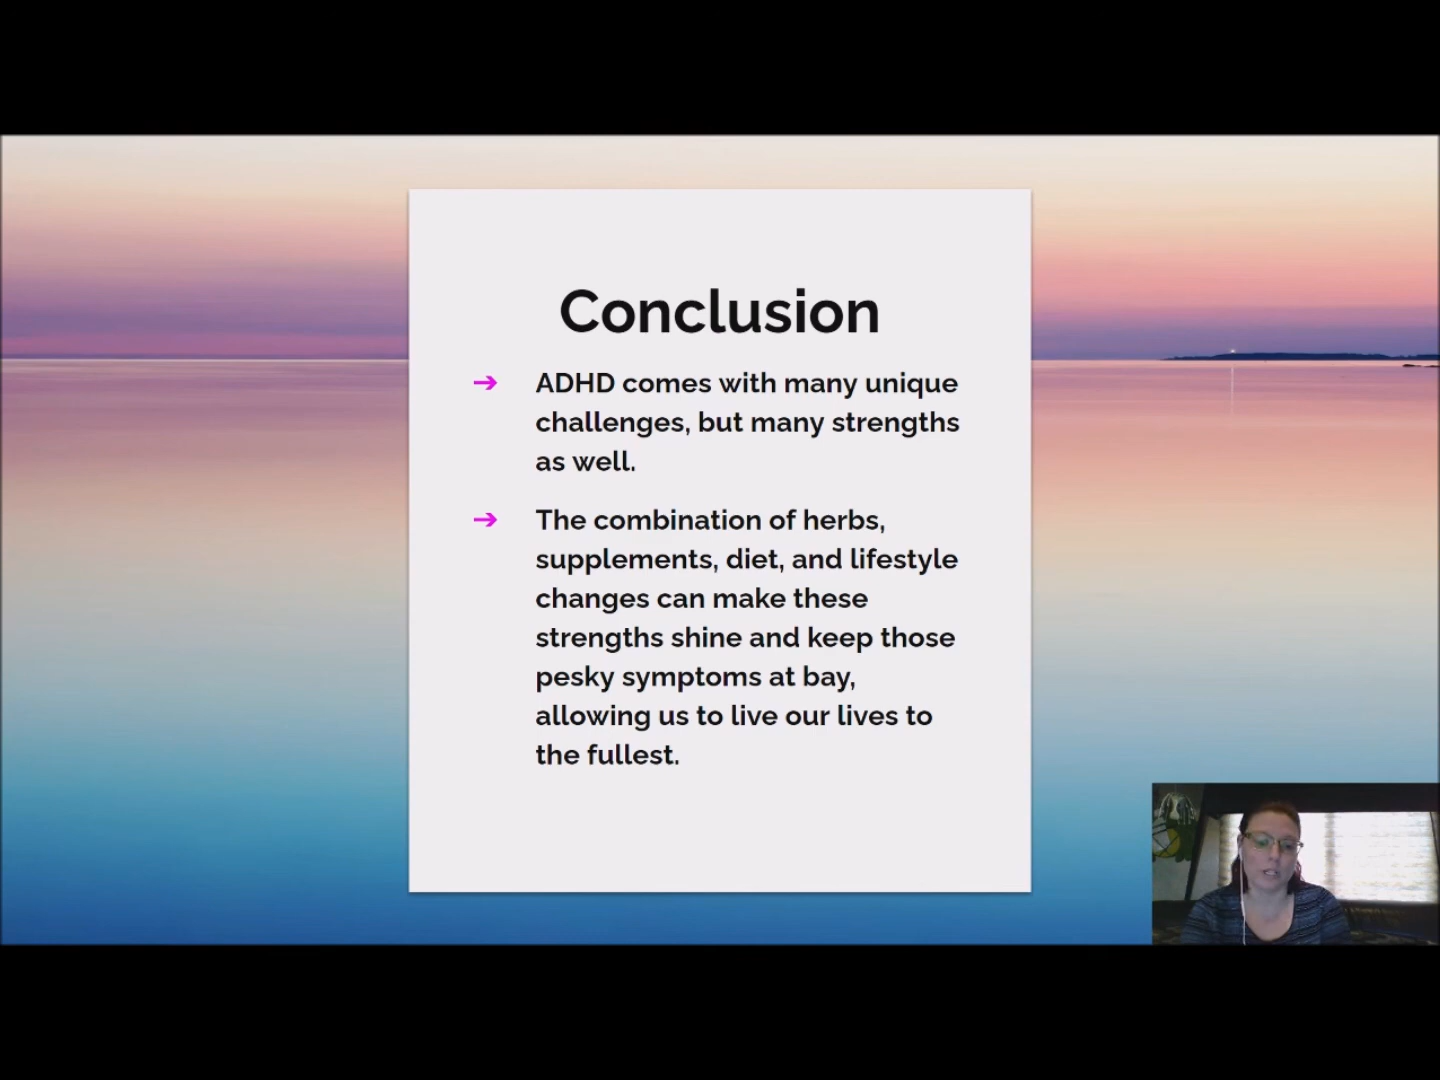 Conclusion
➔ ADHD comes with many unique
challenges, but many strengths
as well.
➔ The combination of herbs,
supplements, diet, and lifestyle
changes can make these
strengths shine and keep those
pesky symptoms at bay,
allowing us to live our lives to
the fullest.